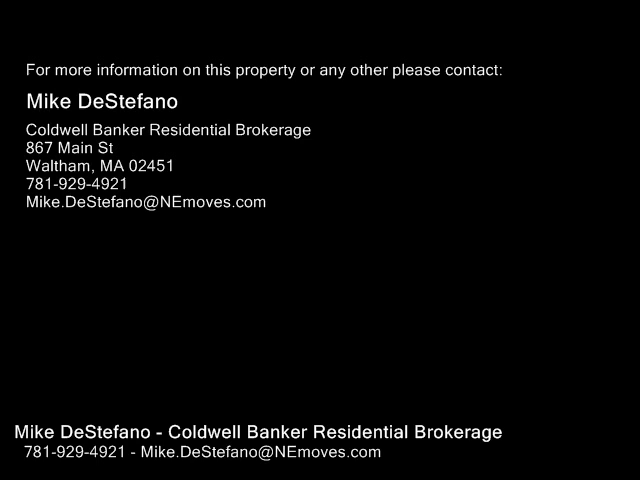 For more information on this property or any other please contact:
Mike DeStefano
Coldwell Banker Residential Brokerage
867 Main St
Waltham, MA 02451
781-929-4921
Mike.DeStefano@NEmoves.com
Mike DeStefano - Coldwell Banker Residential Brokerage
781-929-4921 - Mike.DeStefano@NEmoves.com